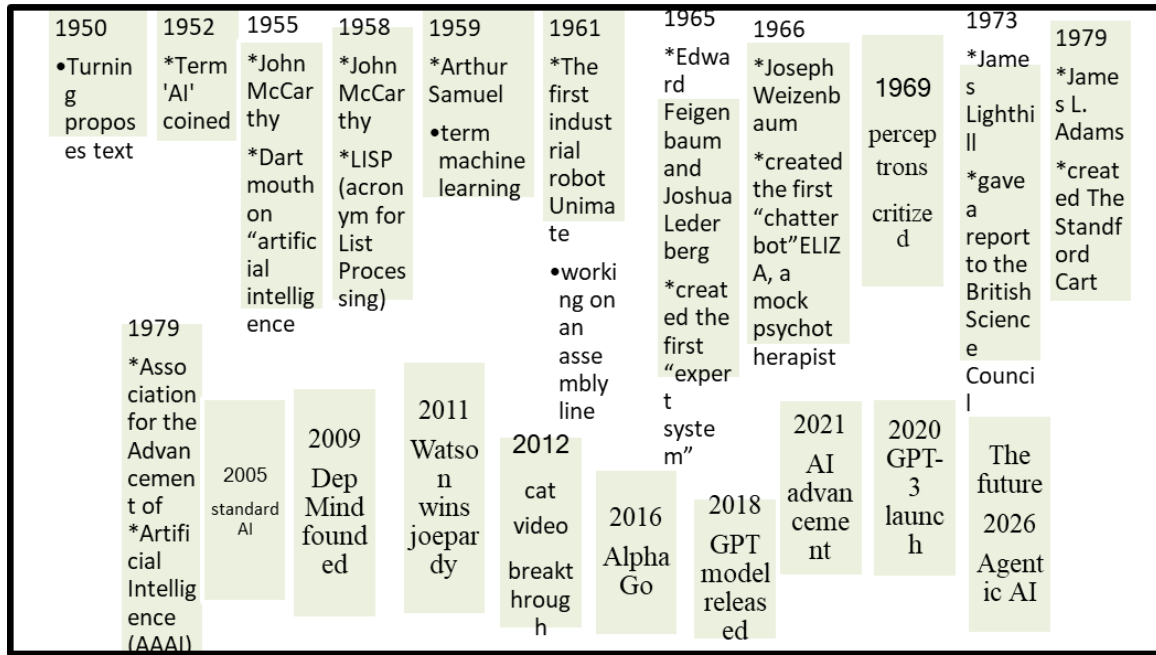 1950
•Turnin
g
propos
es text
1952
*Term
'AI'
coined
1955
*John
McCar
thy
*Dart
mouth
on
“artific
ial
intellig
ence
1958
*John
McCar
thy
*LISP
(acron
ym for
List
Proces
sing)
1959
*Arthur
Samuel
•term
machine
learning
1961
*The
first
indust
rial
robot
Unima
te
•worki
ng on
an
asse
mbly
line
1965
*Edwa
rd
Feigen
baum
and
Joshua
Leder
berg
*creat
ed the
first
“exper
t
syste
m”
1966
*Joseph
Weizenb
aum
*created
the first
“chatter
bot”ELIZ
A, a
mock
psychot
herapist
1969
percep
trons
critize
d
1973
*Jame
s
Lighthi
ll
*gave
a
report
to the
British
Scienc
e
Counci
l
1979
*Jame
s L.
Adams
*creat
ed The
Standf
ord
Cart
1979
*Asso
ciation
for the
Advan
cemen
t of
*Artifi
cial
Intellig
ence
(AAAI)
2005
standard
AI
2009
Dep
Mind
found
ed
2011
Watso
n
wins
joepar
dy
2012
cat
video
breakt
hroug
h
2016
Alpha
Go
2018
GPT
model
releas
ed
2021
AI
advan
ceme
nt
2020
GPT-
3
launc
h
The
future
2026
Agent
ic AI